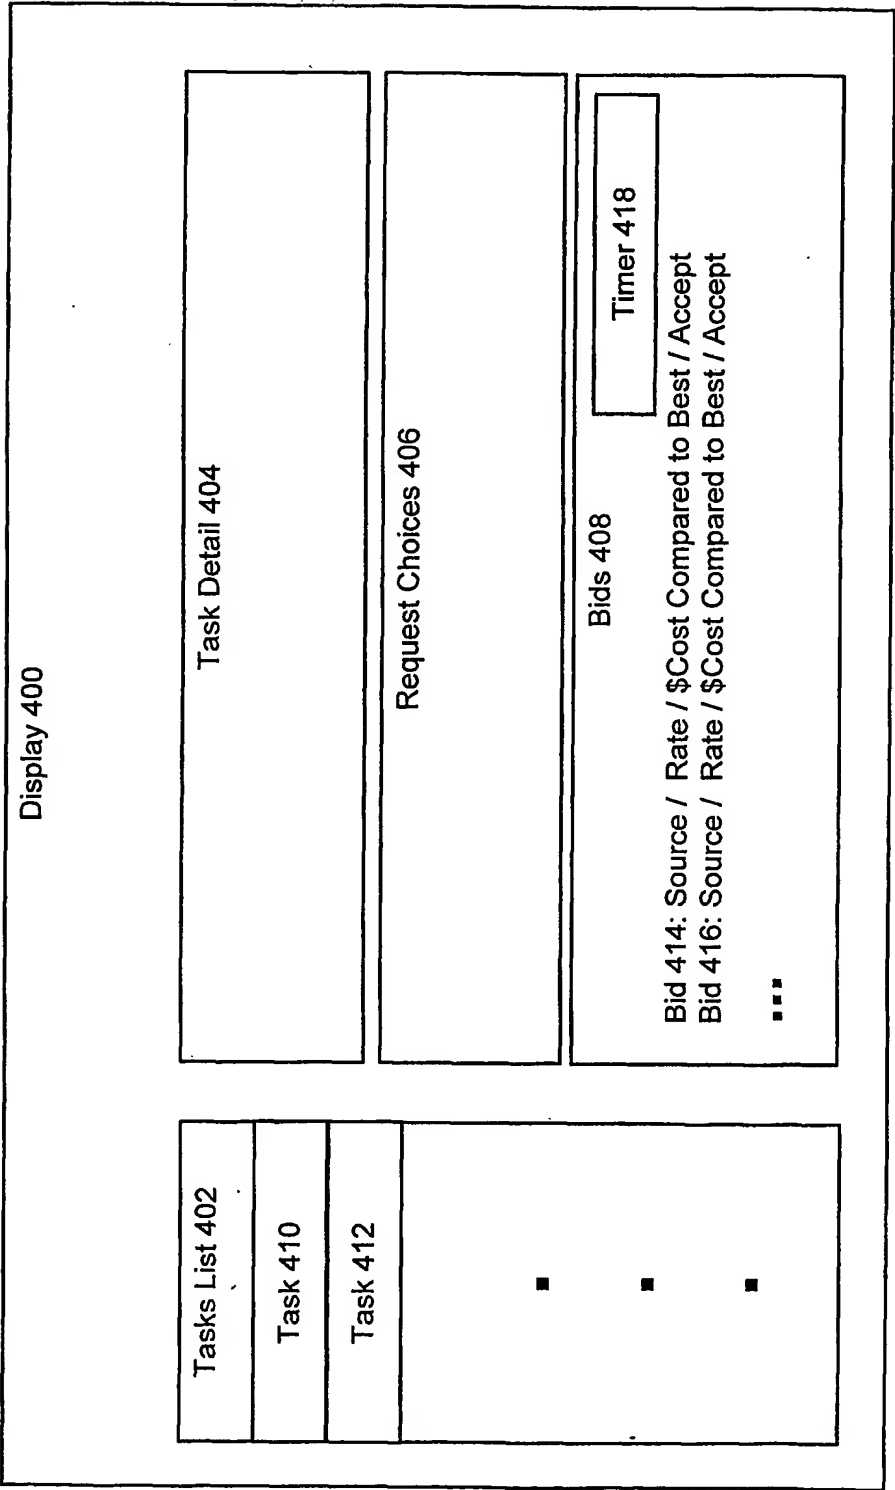 Display 400
Tasks List 402
Task 410
Task 412
Task Detail 404
Request Choices 406
Bids 408
Timer 418
Bid 414: Source / Rate / $Cost Compared to Best / Accept
Bid 416: Source / Rate / $Cost Compared to Best / Accept